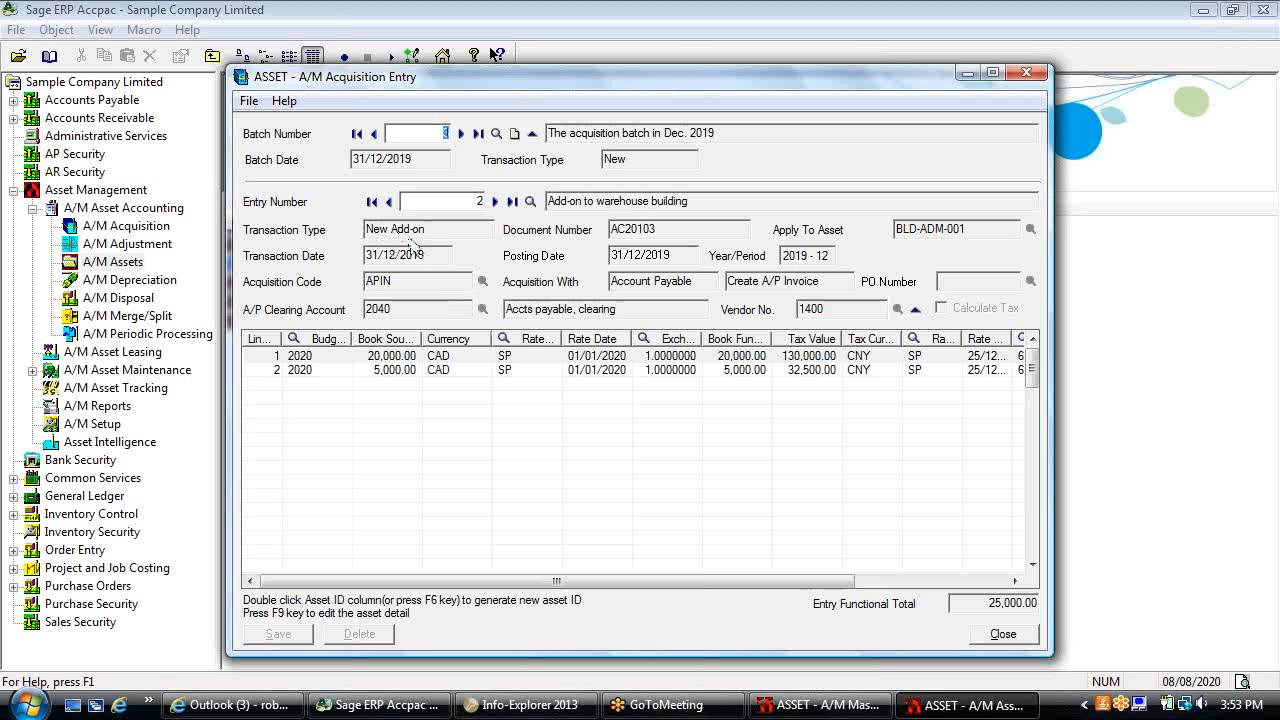 Sage ERP Accpac - Sample Company Limited
File Object View Macro Help
Sample Company Limited
Accounts Payable
Accounts Receivable
Administrative Services
AP Security
AR Security
Asset Management
A/M Asset Accounting
A/M Acquisition
A/M Adjustment
A/M Assets
A/M Depreciation
A/M Disposal
A/M Merge/Split
A/M Periodic Processing
A/M Asset Leasing
A/M Asset Maintenance
A/M Asset Tracking
A/M Reports
A/M Setup
Asset Intelligence
Bank Security
Common Services
General Ledger
Inventory Control
Inventory Security
Order Entry
Project and Job Costing
Purchase Orders
Purchase Security
Sales Security
ASSET - A/M Acquisition Entry
File Help
Batch Number The acquisition batch in Dec. 2019
Batch Date 31/12/2019 Transaction Type New
Entry Number 2 Add-on to warehouse building
Transaction Type New Add-on Document Number AC20103 Apply To Asset BLD-ADM-001
Transaction Date 31/12/2019 Posting Date 31/12/2019 Year/Period 2019 - 12
Acquisition Code APIN Acquisition With Account Payable Create A/P Invoice PO Number
A/P Clearing Account 2040 Accts payable, clearing Vendor No. 1400 Calculate Tax
Lin... Budg... Book Sou... Currency Rate... Rate Date Exch... Book Fun... Tax Value Tax Cur... Ra... Rate ...
1 2020 20,000.00 CAD SP 01/01/2020 1.0000000 20,000.00 130,000.00 CNY SP 25/12... 6
2 2020 5,000.00 CAD SP 01/01/2020 1.0000000 5,000.00 32,500.00 CNY SP 25/12... 6
Double click Asset ID column(or press F6 key) to generate new asset ID
Press F9 key to edit the asset detail
Entry Functional Total 25,000.00
Save Delete Close
For Help, press F1 NUM 08/08/2020
Outlook (3) - rob... Sage ERP Accpac ... Info-Explorer 2013 GoToMeeting ASSET - A/M Mas... ASSET - A/M Ass... 3:53 PM